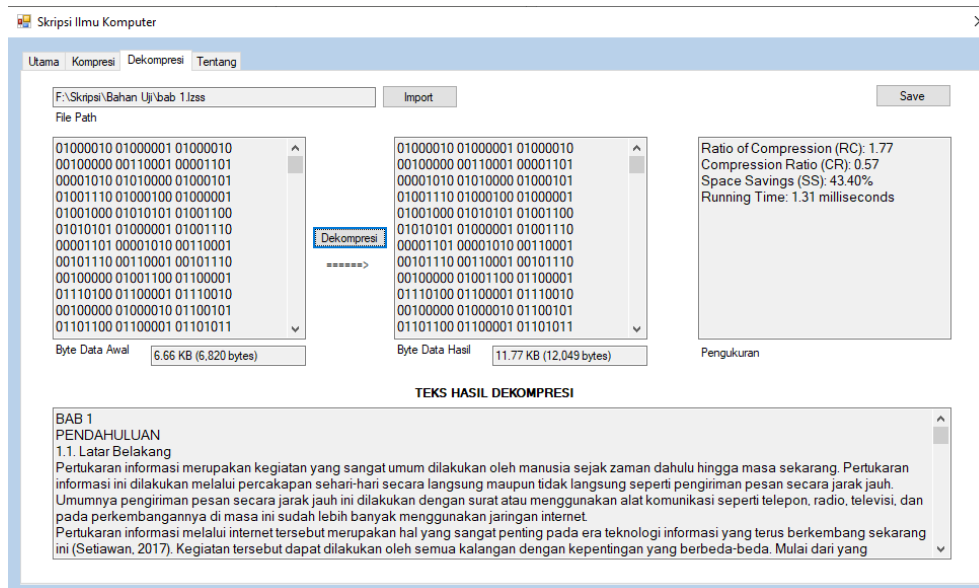 Skripsi Ilmu Komputer
Utama Kompresi Dekompresi Tentang
F:\Skripsi\Bahan Uji\bab 1.lzss
Import
Save
File Path
01000010 01000001 01000010
00100000 00110001 00001101
00001010 01010000 01000101
01001110 01000100 01000001
01001000 01010101 01001100
01010101 01000001 01001110
00001101 00001010 00110001
00101110 00110001 00101110
00100000 01001100 01100001
01110100 01100001 01110010
00100000 01000010 01100101
01101100 01100001 01101011
Byte Data Awal
6.66 KB (6,820 bytes)
Dekompresi
======>
01000010 01000001 01000010
00100000 00110001 00001101
00001010 01010000 01000101
01001110 01000100 01000001
01001000 01010101 01001100
01010101 01000001 01001110
00001101 00001010 00110001
00101110 00110001 00101110
00100000 01001100 01100001
01110100 01100001 01110010
00100000 01000010 01100101
01101100 01100001 01101011
Byte Data Hasil
11.77 KB (12,049 bytes)
Ratio of Compression (RC): 1.77
Compression Ratio (CR): 0.57
Space Savings (SS): 43.40%
Running Time: 1.31 milliseconds
Pengukuran
TEKS HASIL DEKOMPRESI
BAB 1
PENDAHULUAN
1.1. Latar Belakang
Pertukaran informasi merupakan kegiatan yang sangat umum dilakukan oleh manusia sejak zaman dahulu hingga masa sekarang. Pertukaran
informasi ini dilakukan melalui percakapan sehari-hari secara langsung maupun tidak langsung seperti pengiriman pesan secara jarak jauh.
Umumnya pengiriman pesan secara jarak jauh ini dilakukan dengan surat atau menggunakan alat komunikasi seperti telepon, radio, televisi, dan
pada perkembangannya di masa ini sudah lebih banyak menggunakan jaringan internet.
Pertukaran informasi melalui internet tersebut merupakan hal yang sangat penting pada era teknologi informasi yang terus berkembang sekarang
ini (Setiawan, 2017). Kegiatan tersebut dapat dilakukan oleh semua kalangan dengan kepentingan yang berbeda-beda. Mulai dari yang